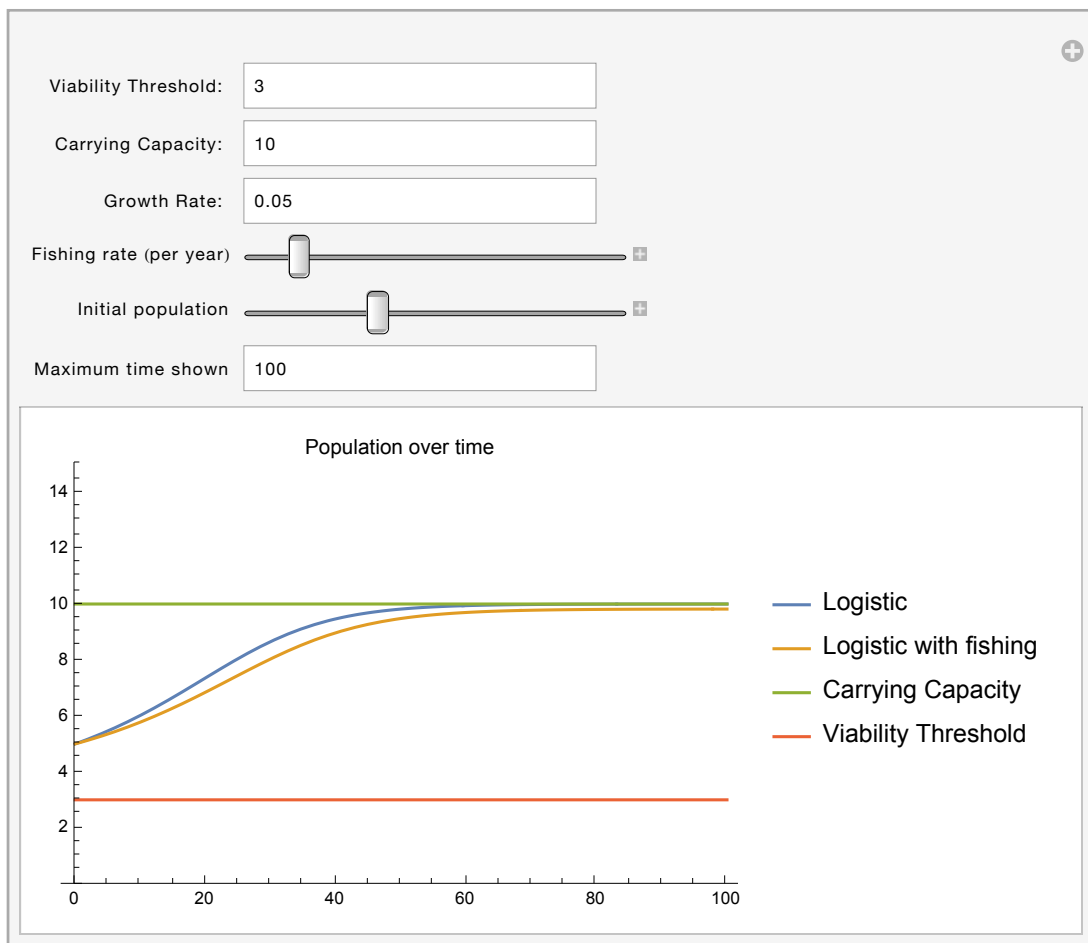 Viability Threshold: 3
Carrying Capacity: 10
Growth Rate: 0.05
Fishing rate (per year)
Initial population
Maximum time shown 100
Population over time
14
12
10
8
6
4
2
0 20 40 60 80 100
Logistic
Logistic with fishing
Carrying Capacity
Viability Threshold